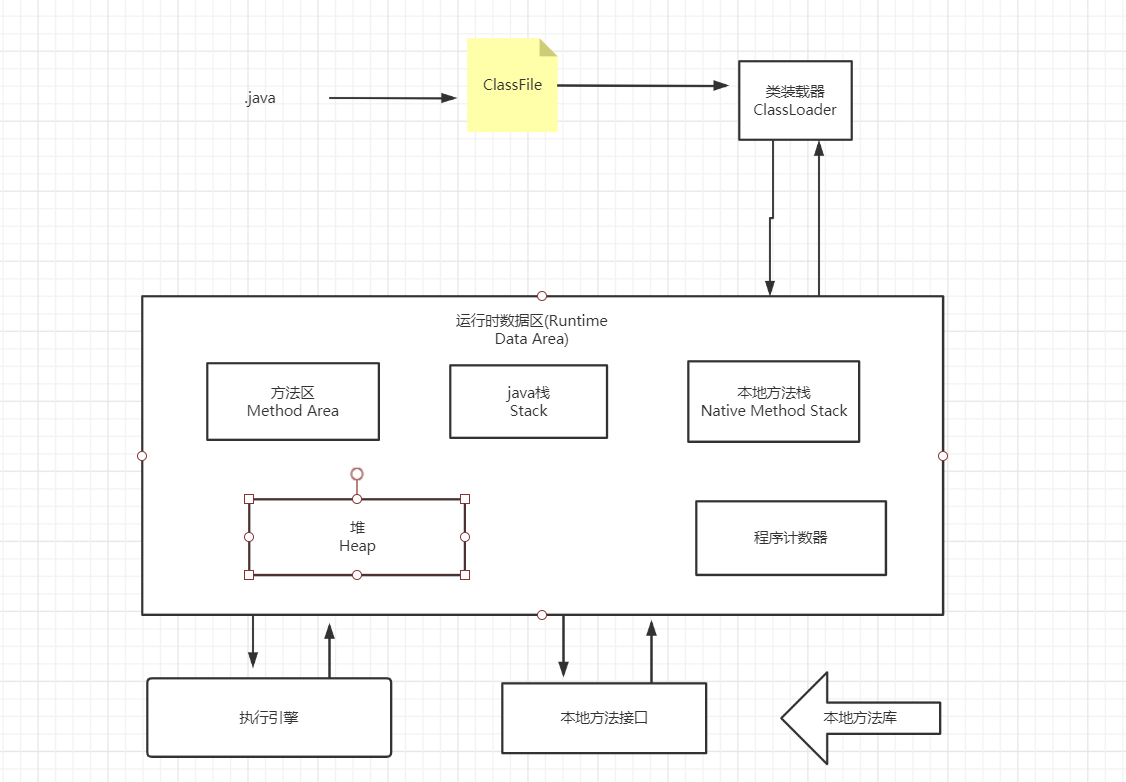 .java
ClassFile
类装载器
ClassLoader
运行时数据区(Runtime
Data Area)
方法区
Method Area
java栈
Stack
本地方法栈
Native Method Stack
堆
Heap
程序计数器
执行引擎
本地方法接口
本地方法库